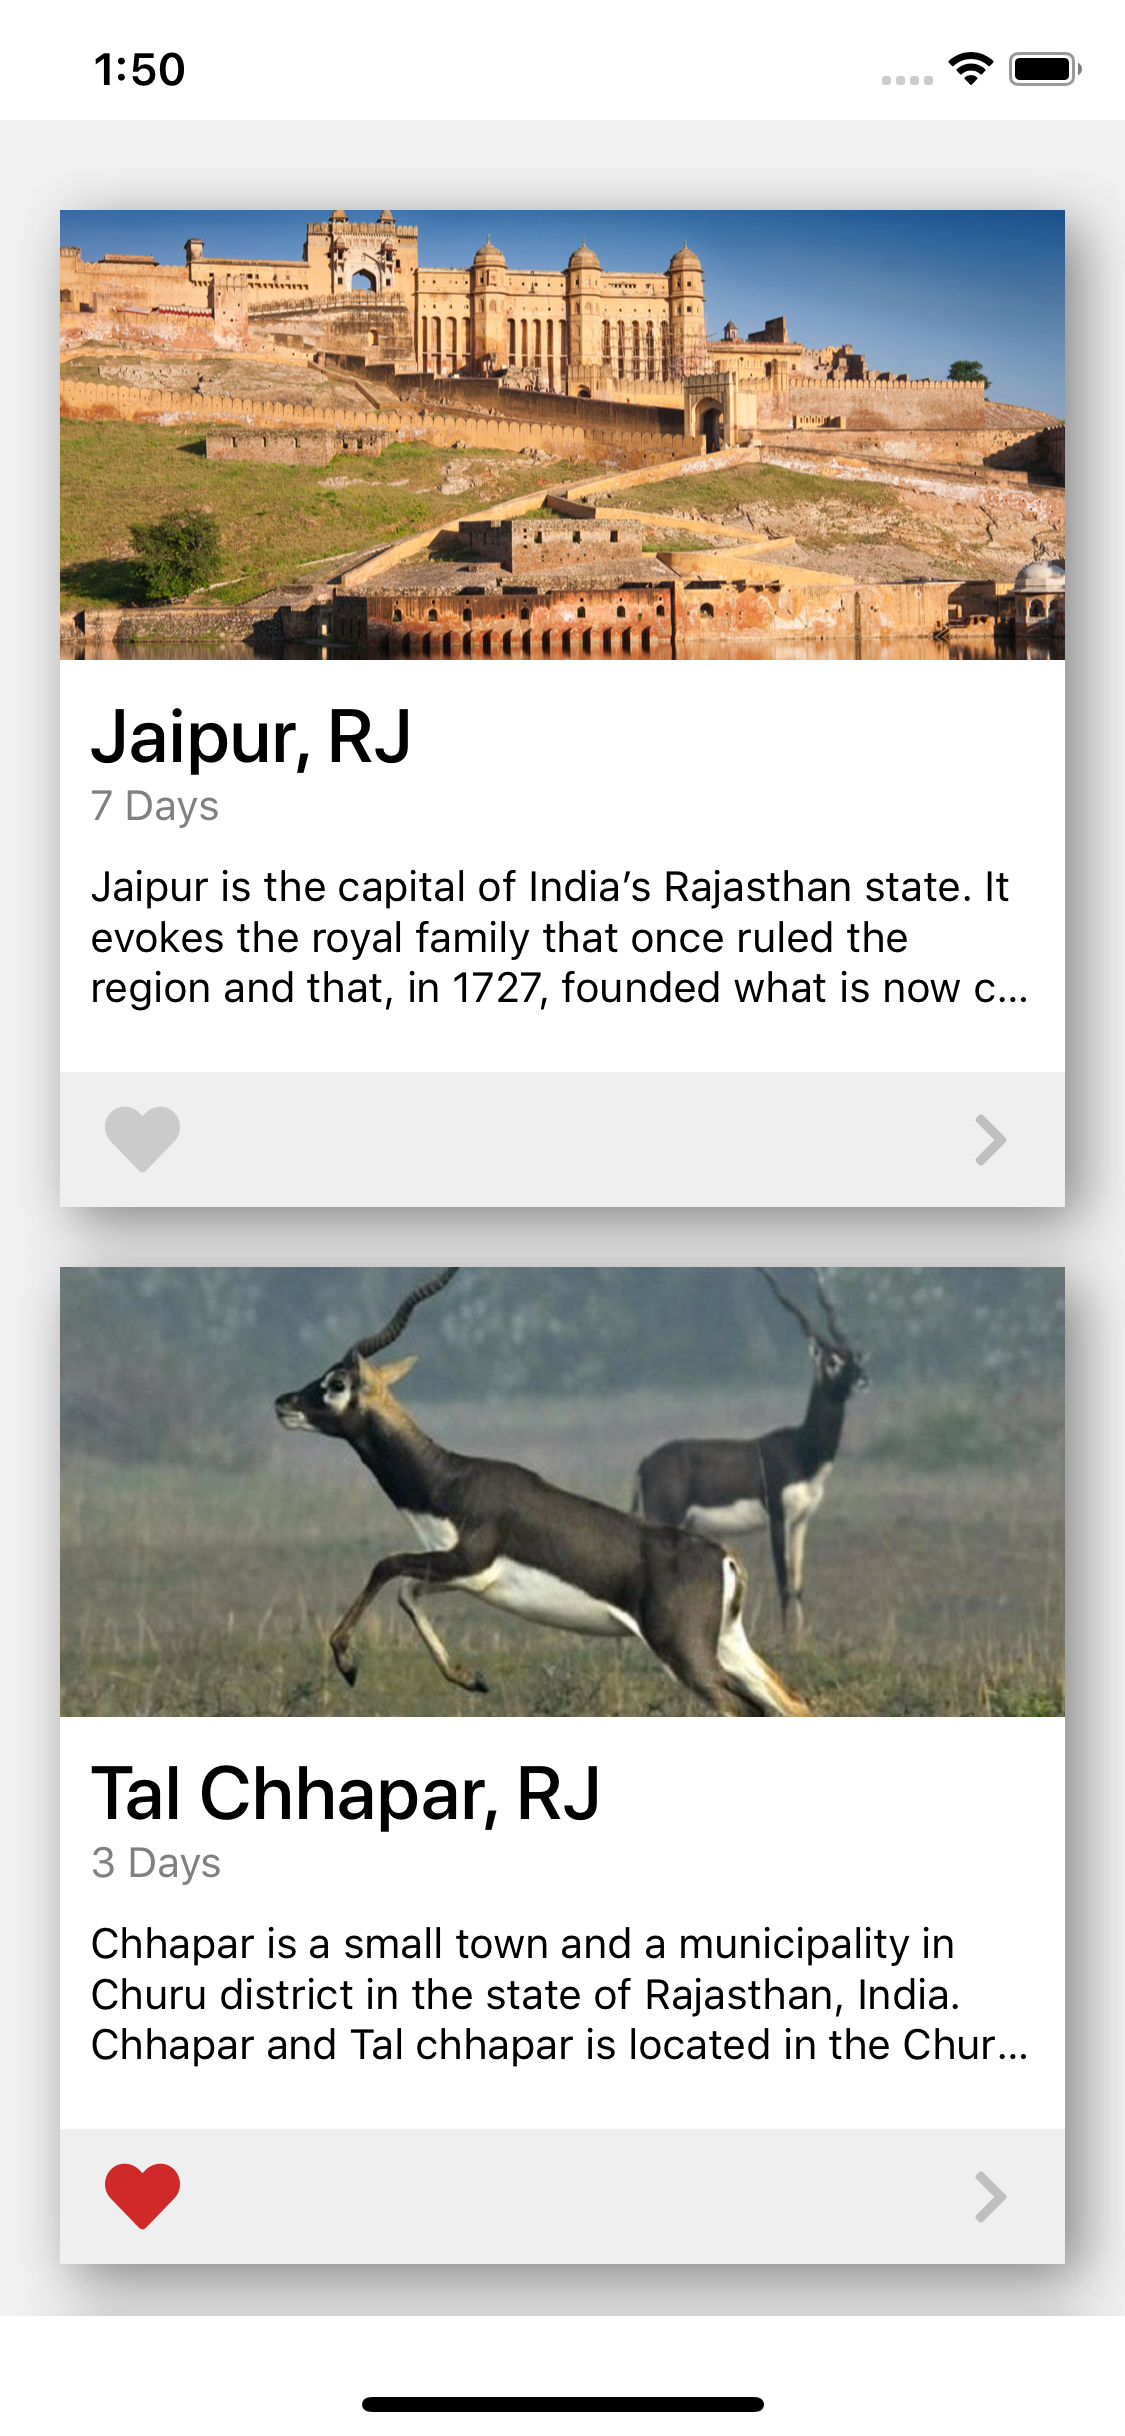 1:50
Jaipur, RJ
7 Days
Jaipur is the capital of India’s Rajasthan state. It
evokes the royal family that once ruled the
region and that, in 1727, founded what is now c...
Tal Chhapar, RJ
3 Days
Chhapar is a small town and a municipality in
Churu district in the state of Rajasthan, India.
Chhapar and Tal chhapar is located in the Chur...